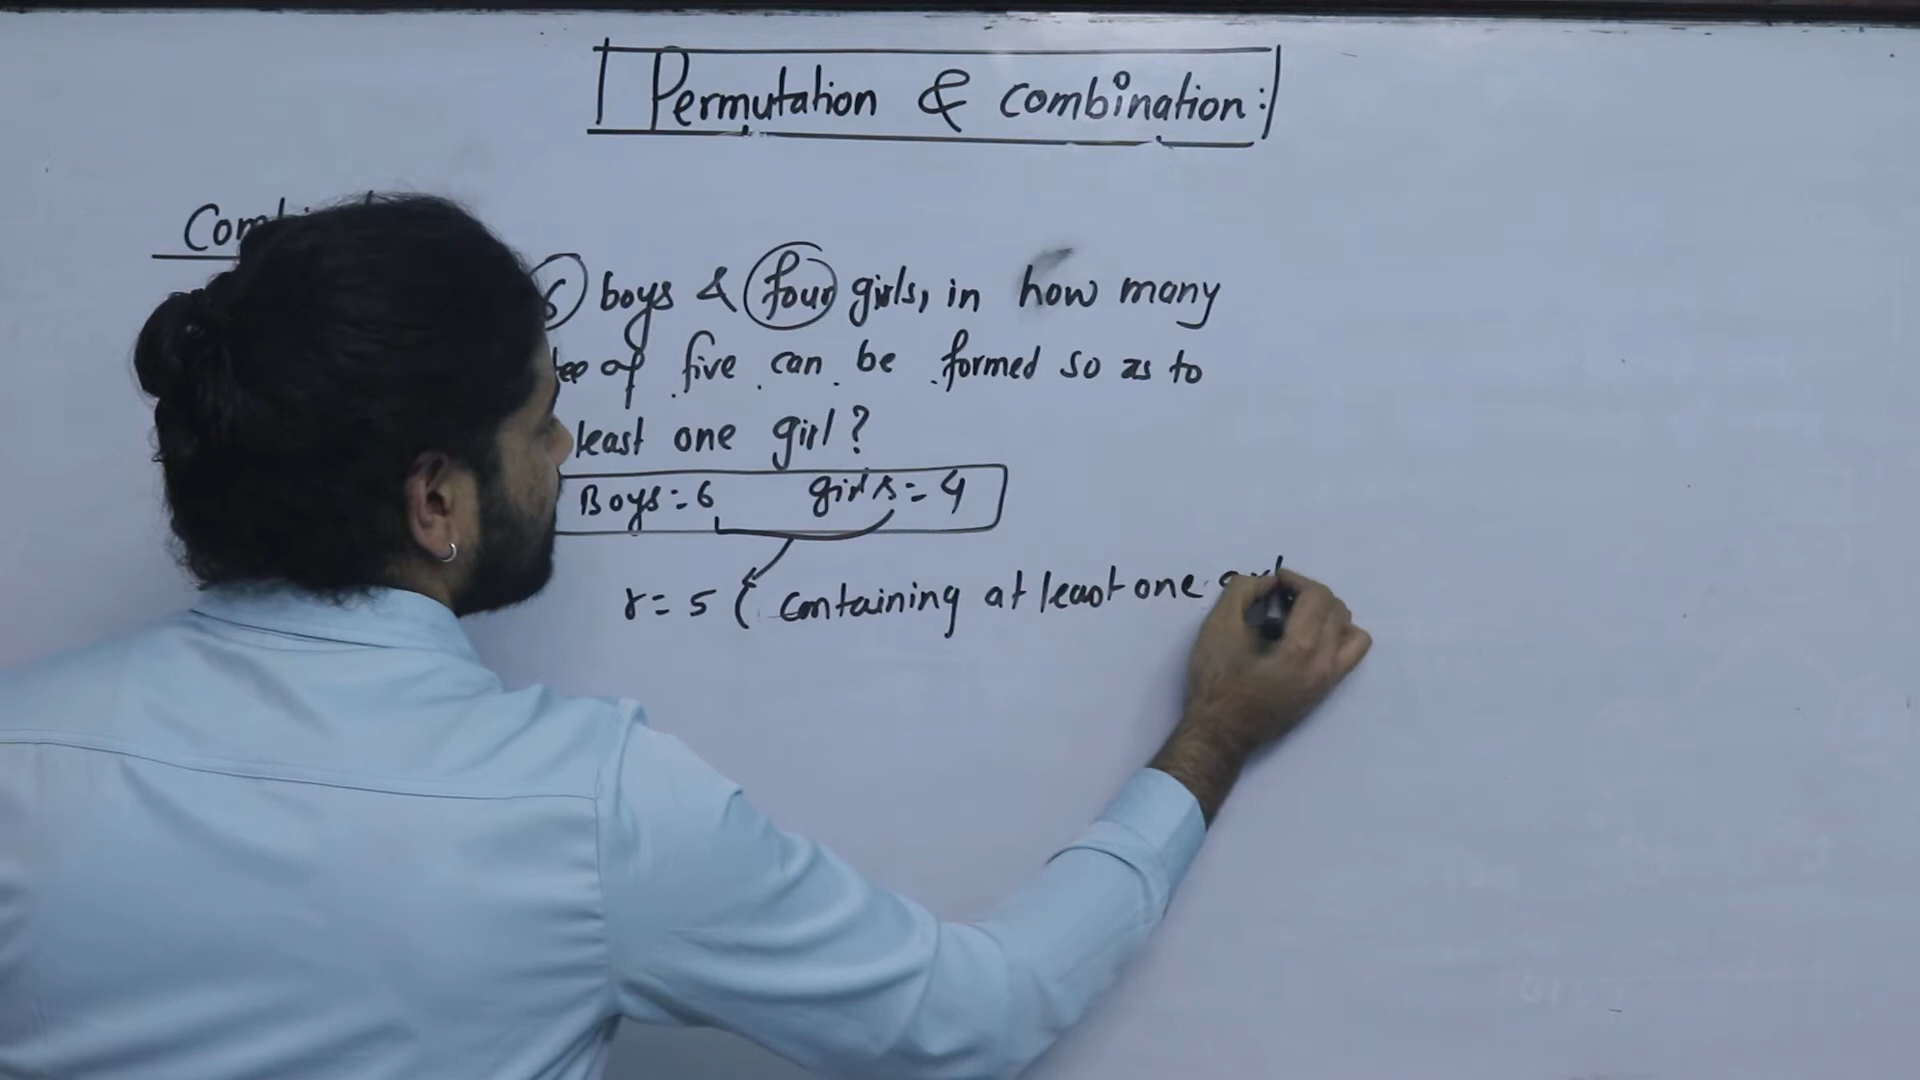 Permutation & combination:
6 boys & four girls, in how many
of five can be formed so as to
least one girl?
Boys = 6 girls = 4
r = 5 ( containing at least one